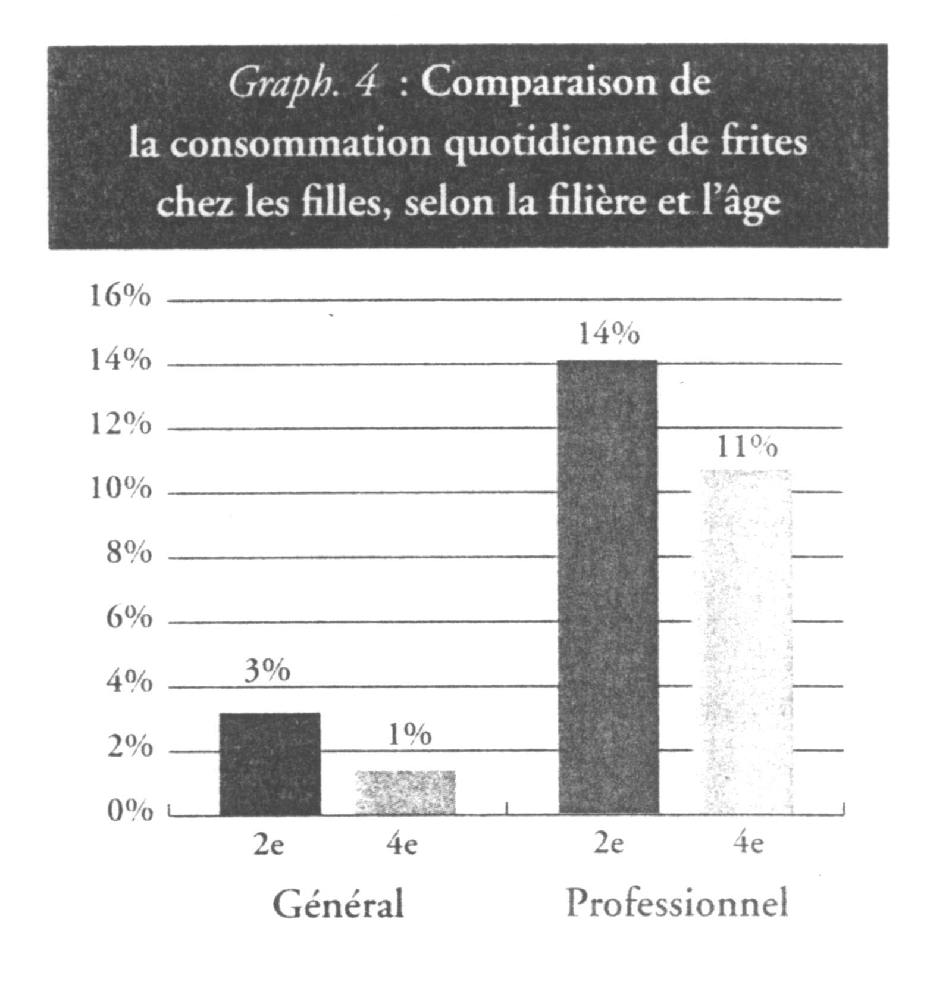 Graph. 4 : Comparaison de
la consommation quotidienne de frites
chez les filles, selon la filière et l'âge
16%
14%
14%
12%
11%
10%
8%
6%
3%
4%
1%
2%
0%
2e 4e 2e 4e
Général Professionnel